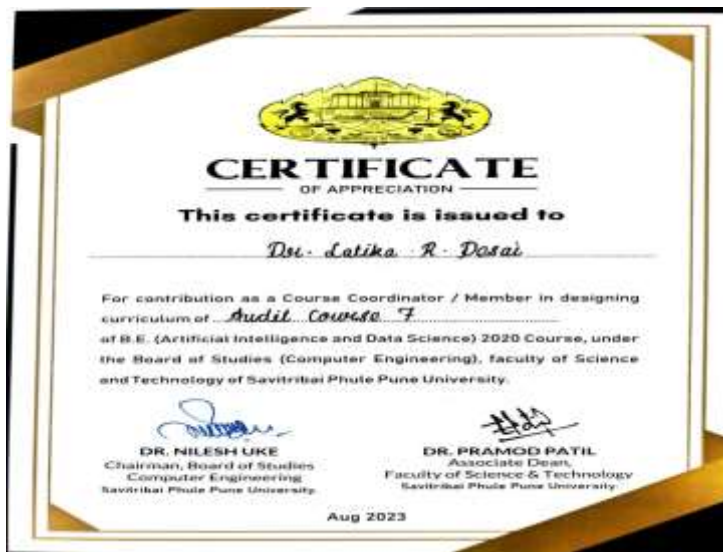 CERTIFICATE
OF APPRECIATION
This certificate is issued to
Dr. Latika R. Desai
For contribution as a Course Coordinator / Member in designing
curriculum of Audit Course 7
of B.E. (Artificial Intelligence and Data Science) 2020 Course, under
the Board of Studies (Computer Engineering), faculty of Science
and Technology of Savitribai Phule Pune University.
DR. NILESH UKE
Chairman, Board of Studies
Computer Engineering
Savitribai Phule Pune University
DR. PRAMOD PATIL
Associate Dean,
Faculty of Science & Technology
Savitribai Phule Pune University
Aug 2023